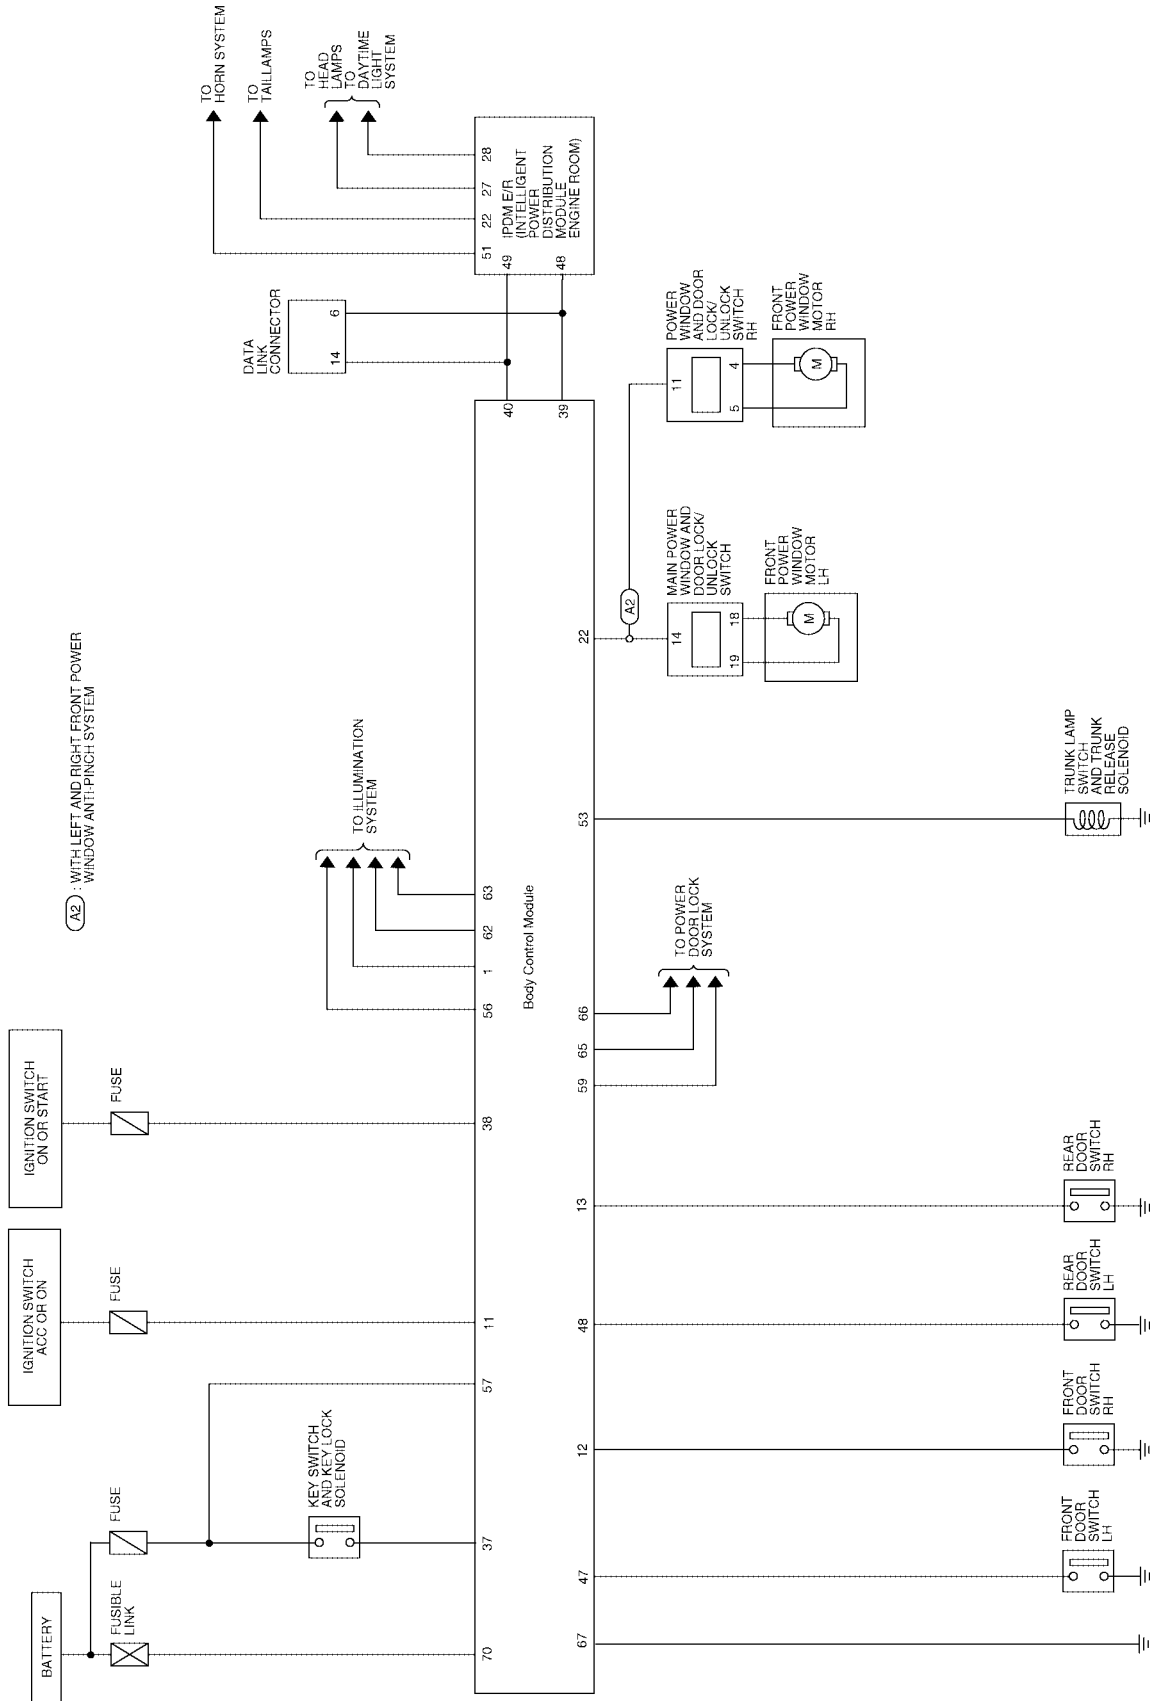 BATTERY
FUSIBLE
LINK
FUSE
KEY SWITCH
AND KEY LOCK
SOLENOID
IGNITION SWITCH
ACC OR ON
FUSE
IGNITION SWITCH
ON OR START
FUSE
A2 : WITH LEFT AND RIGHT FRONT POWER
WINDOW ANTI-PINCH SYSTEM
TO ILLUMINATION
SYSTEM
70
37
57
11
38
56
1
62
63
Body Control Module
40
39
DATA
LINK
CONNECTOR
14
6
TO
HORN SYSTEM
TO
TAILLAMPS
TO
HEAD
LAMPS
TO
DAYTIME
LIGHT
SYSTEM
51
22
27
28
49
48
IPDM E/R
(INTELLIGENT
POWER
DISTRIBUTION
MODULE
ENGINE ROOM)
67
47
12
48
13
59
65
66
53
22
TO POWER
DOOR LOCK
SYSTEM
A2
MAIN POWER
WINDOW AND
DOOR LOCK/
UNLOCK
SWITCH
14
19
18
FRONT
POWER
WINDOW
MOTOR
LH
M
POWER
WINDOW
AND DOOR
LOCK/
UNLOCK
SWITCH
RH
11
5
4
FRONT
POWER
WINDOW
MOTOR
RH
M
FRONT
DOOR
SWITCH
LH
FRONT
DOOR
SWITCH
RH
REAR
DOOR
SWITCH
LH
REAR
DOOR
SWITCH
RH
TRUNK LAMP
SWITCH
AND TRUNK
RELEASE
SOLENOID